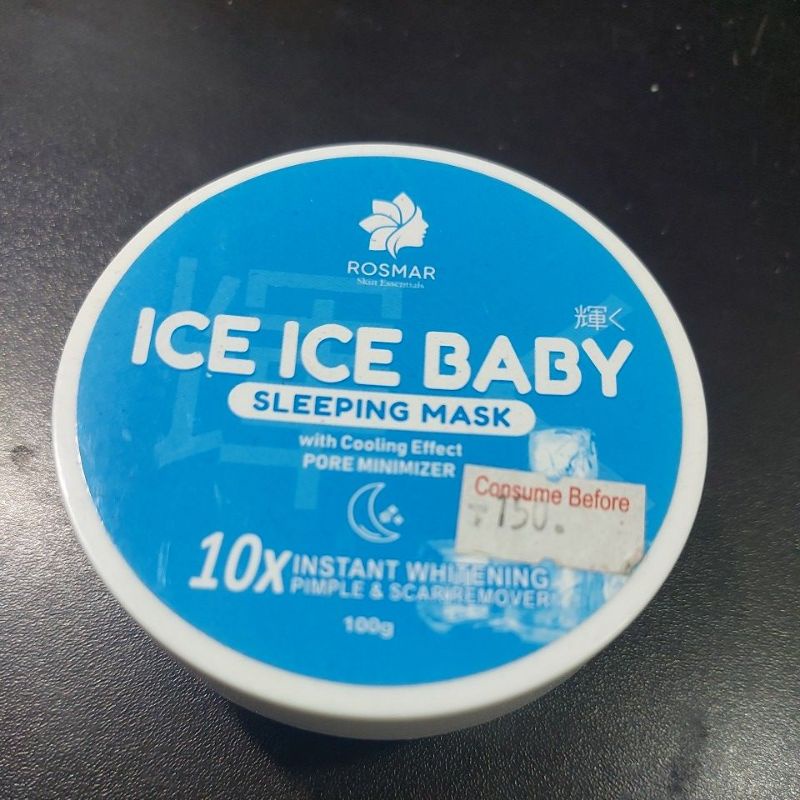 ROSMAR
Skin Essentials
輝く
ICE ICE BABY
SLEEPING MASK
with Cooling Effect
PORE MINIMIZER
Consume Before
150.
10x INSTANT WHITENING
PIMPLE & SCAR REMOVER
100g